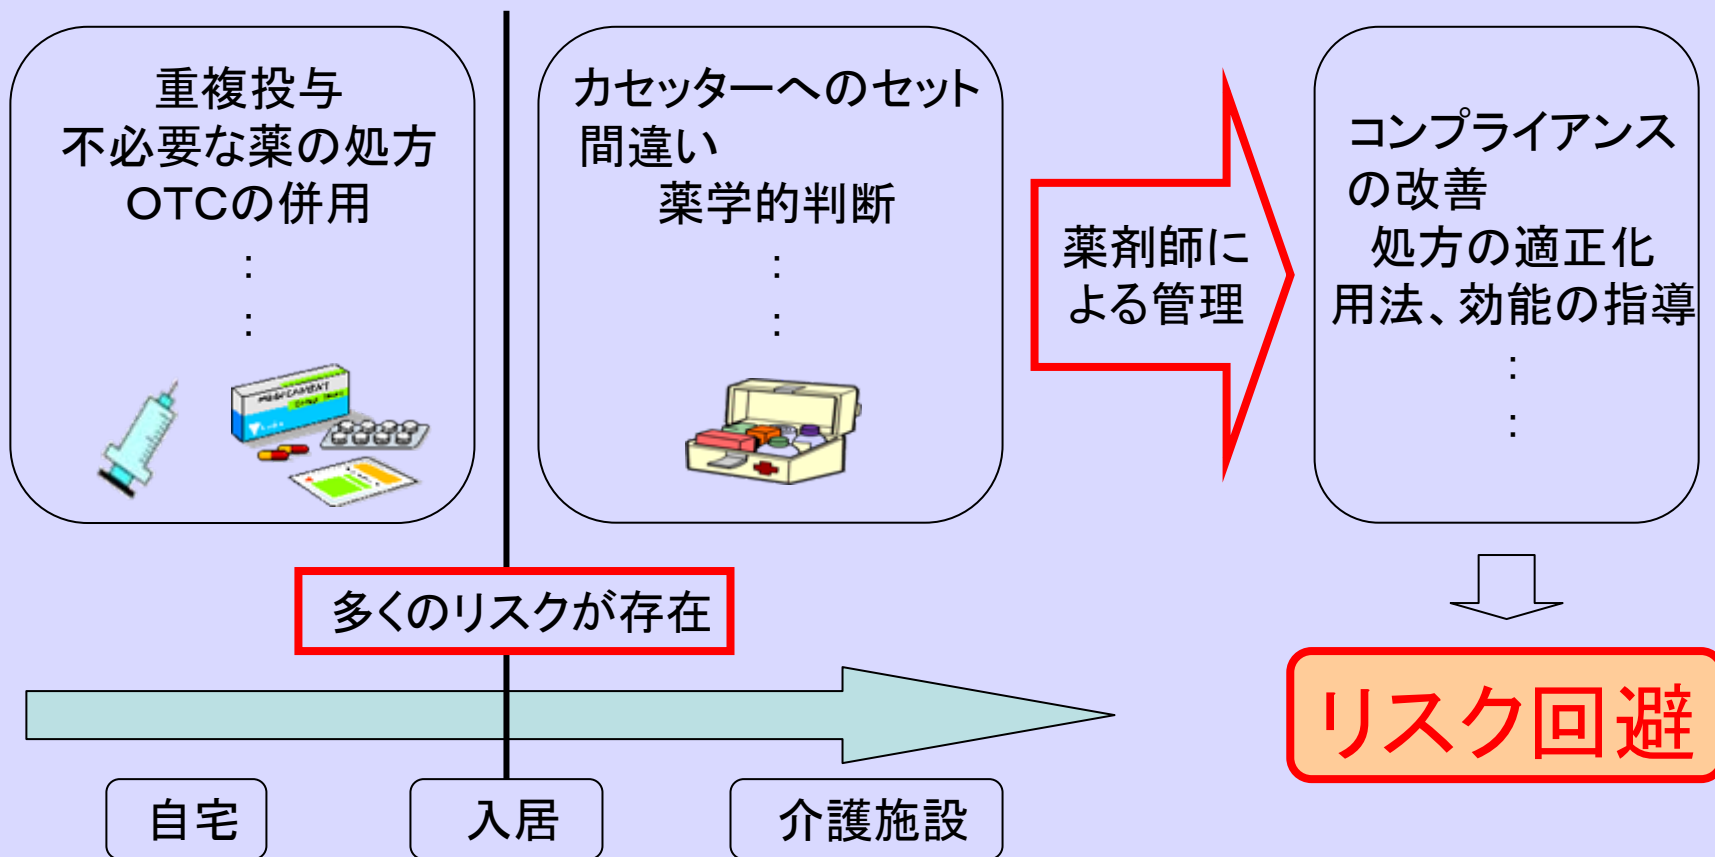 重複投与
不必要な薬の処方
OTCの併用
：
：
カセッターへのセット
間違い
薬学的判断
：
：
薬剤師に
よる管理
コンプライアンス
の改善
処方の適正化
用法、効能の指導
：
：
MEDICAMENT
多くのリスクが存在
リスク回避
自宅
入居
介護施設